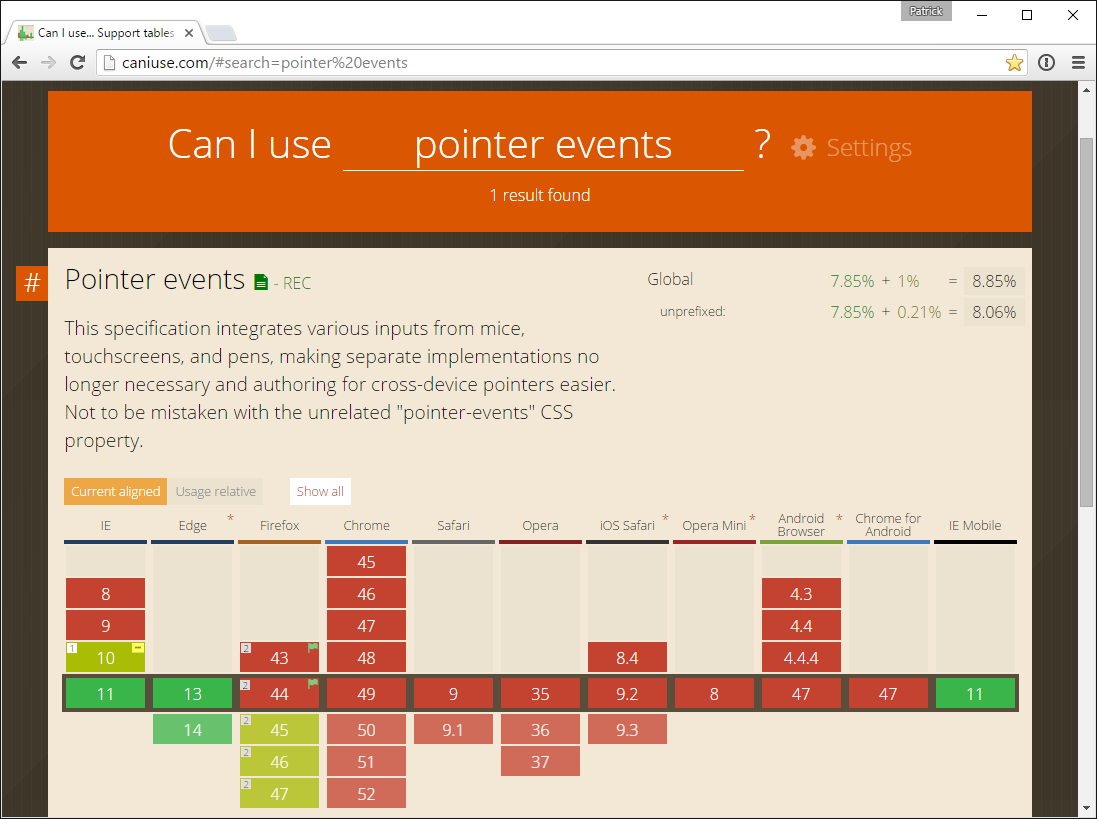 Patrick
Can I use... Support tables
caniuse.com/#search=pointer%20events
Can I use pointer events ? Settings
1 result found
#
Pointer events - REC
Global 7.85% + 1% = 8.85%
unprefixed: 7.85% + 0.21% = 8.06%
This specification integrates various inputs from mice,
touchscreens, and pens, making separate implementations no
longer necessary and authoring for cross-device pointers easier.
Not to be mistaken with the unrelated "pointer-events" CSS
property.
Current aligned Usage relative Show all
IE Edge * Firefox Chrome Safari Opera iOS Safari * Opera Mini * Android Browser * Chrome for Android IE Mobile
45
8 46 4.3
9 47 4.4
1 10 2 43 48 8.4 4.4.4
11 13 2 44 49 9 35 9.2 8 47 47 11
14 2 45 50 9.1 36 9.3
2 46 51 37
2 47 52